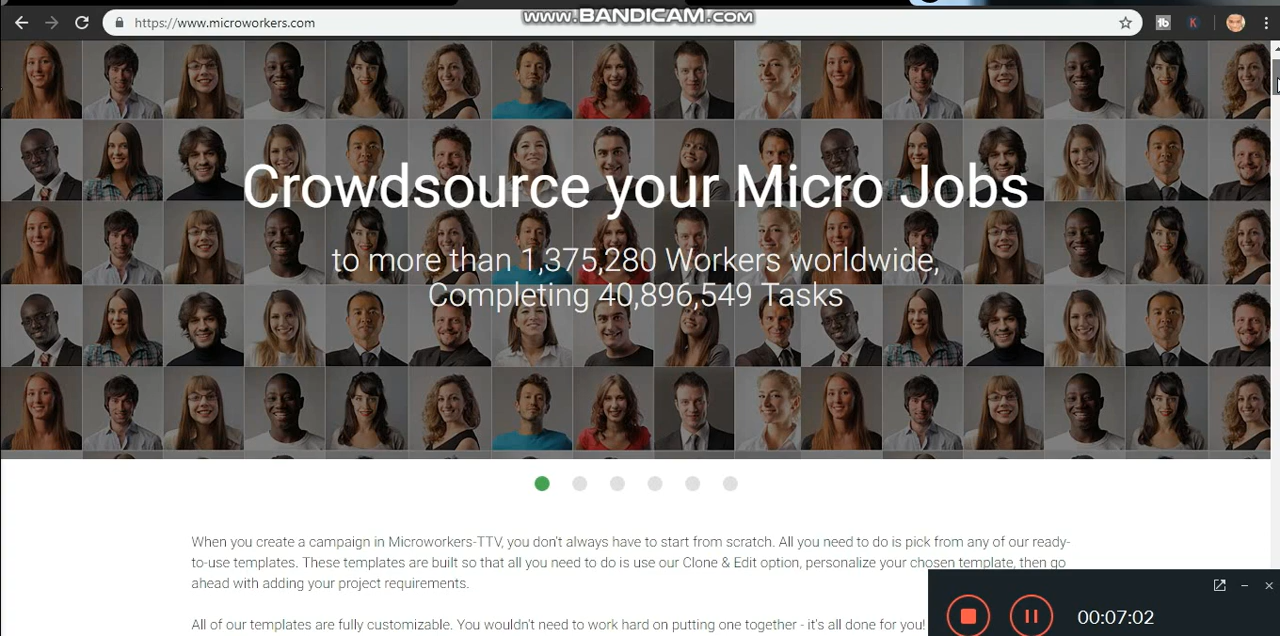 https://www.microworkers.com
www.BANDICAM.com
tb
K
Crowdsource your Micro Jobs
to more than 1,375,280 Workers worldwide,
Completing 40,896,549 Tasks
When you create a campaign in Microworkers-TTV, you don't always have to start from scratch. All you need to do is pick from any of our ready-
to-use templates. These templates are built so that all you need to do is use our Clone & Edit option, personalize your chosen template, then go
ahead with adding your project requirements.
All of our templates are fully customizable. You wouldn't need to work hard on putting one together - it's all done for you!
00:07:02